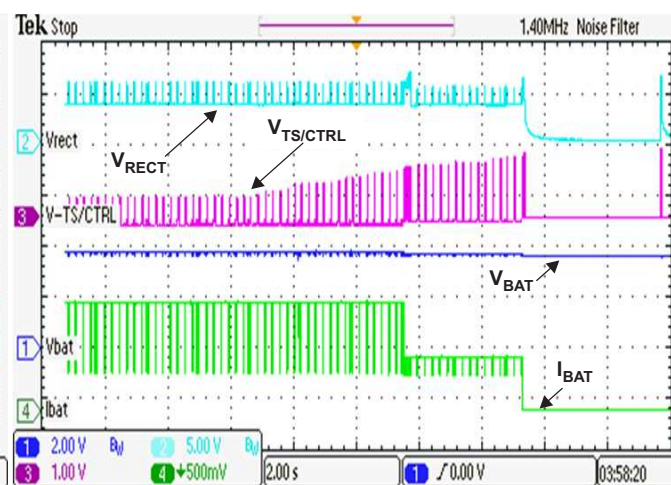 Tek Stop
1.40MHz Noise Filter
2 Vrect
VRECT
VTS/CTRL
3 V-TS/CTRL
VBAT
1 Vbat
IBAT
4 Ibat
1 2.00 V BW 2 5.00 V BW
3 1.00 V 4 500mV 2.00 s 1 0.00 V 03:58:20